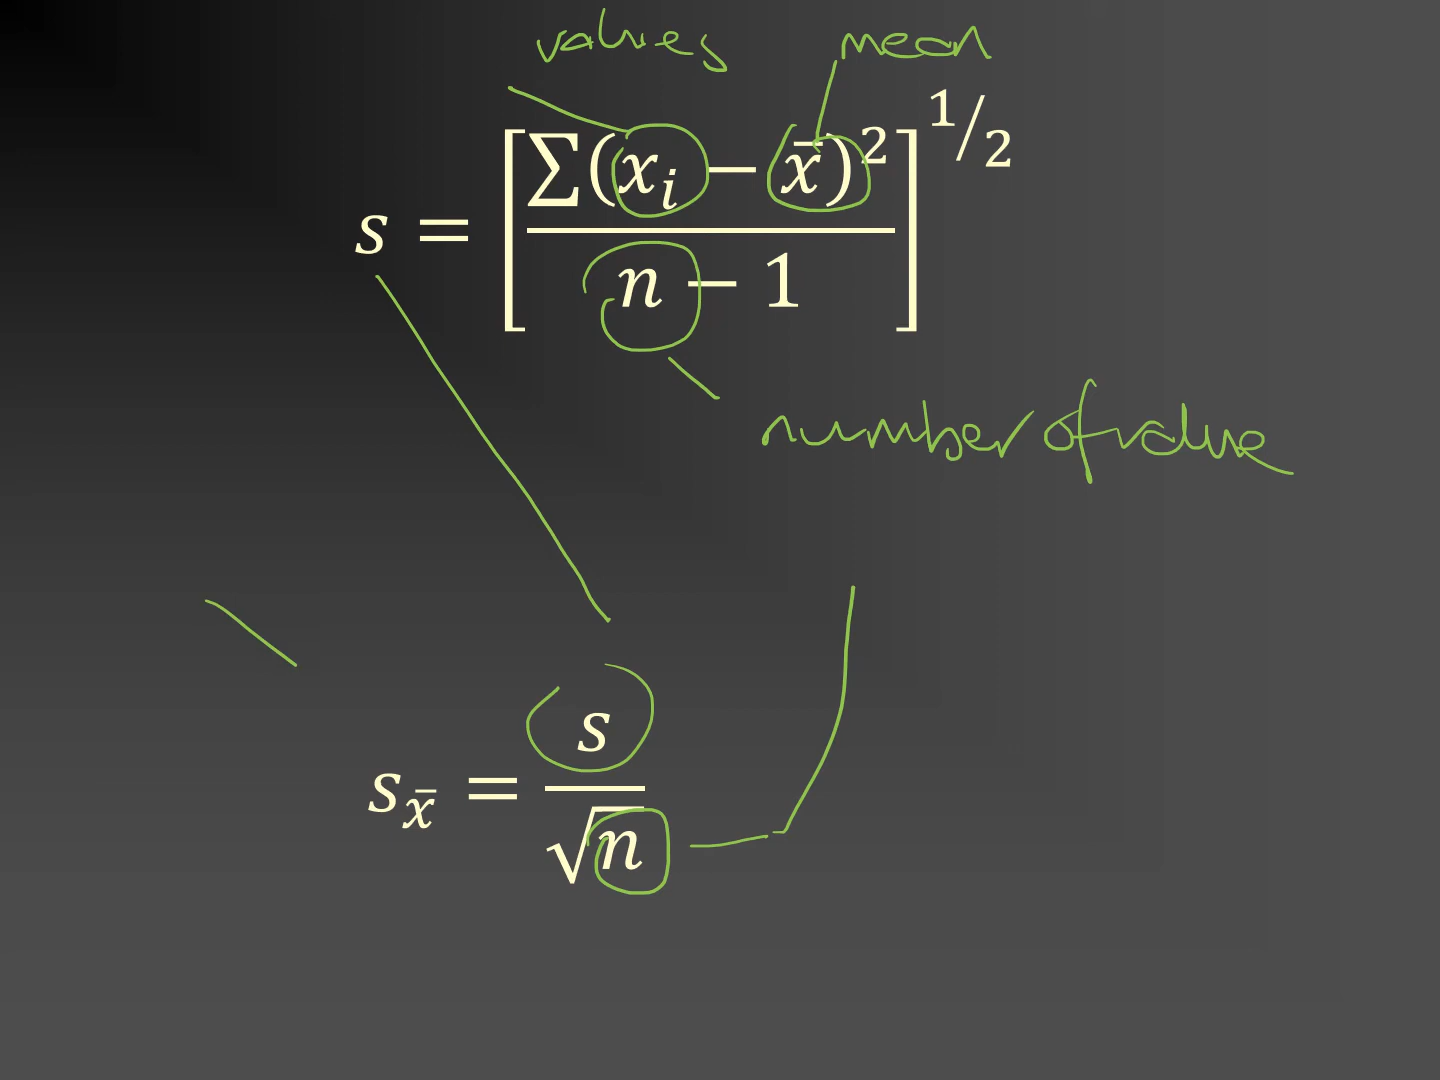 values mean
s = [∑(xᵢ − x̄)² / n − 1]^1/2
number of value
s_x̄ = s / √n